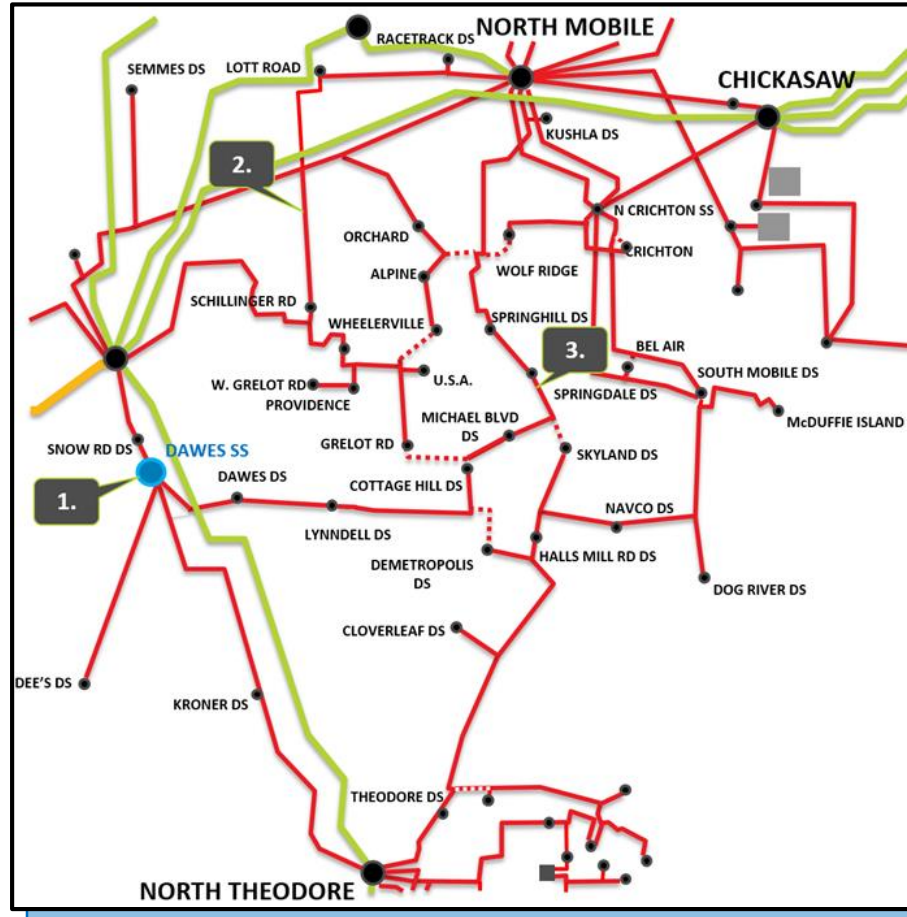 NORTH MOBILE
RACETRACK DS
LOTT ROAD
SEMMES DS
CHICKASAW
KUSHLA DS
2.
N CRICHTON SS
ORCHARD
CRICHTON
WOLF RIDGE
ALPINE
SCHILLINGER RD
SPRINGHILL DS
WHEELERVILLE
3.
BEL AIR
U.S.A.
SOUTH MOBILE DS
W. GRELOT RD
PROVIDENCE
SPRINGDALE DS
McDUFFIE ISLAND
MICHAEL BLVD
DS
GRELOT RD
SNOW RD DS
DAWES SS
SKYLAND DS
DAWES DS
COTTAGE HILL DS
1.
NAVCO DS
LYNNDELL DS
HALLS MILL RD DS
DEMETROPOLIS
DS
DOG RIVER DS
CLOVERLEAF DS
DEE'S DS
KRONER DS
THEODORE DS
NORTH THEODORE